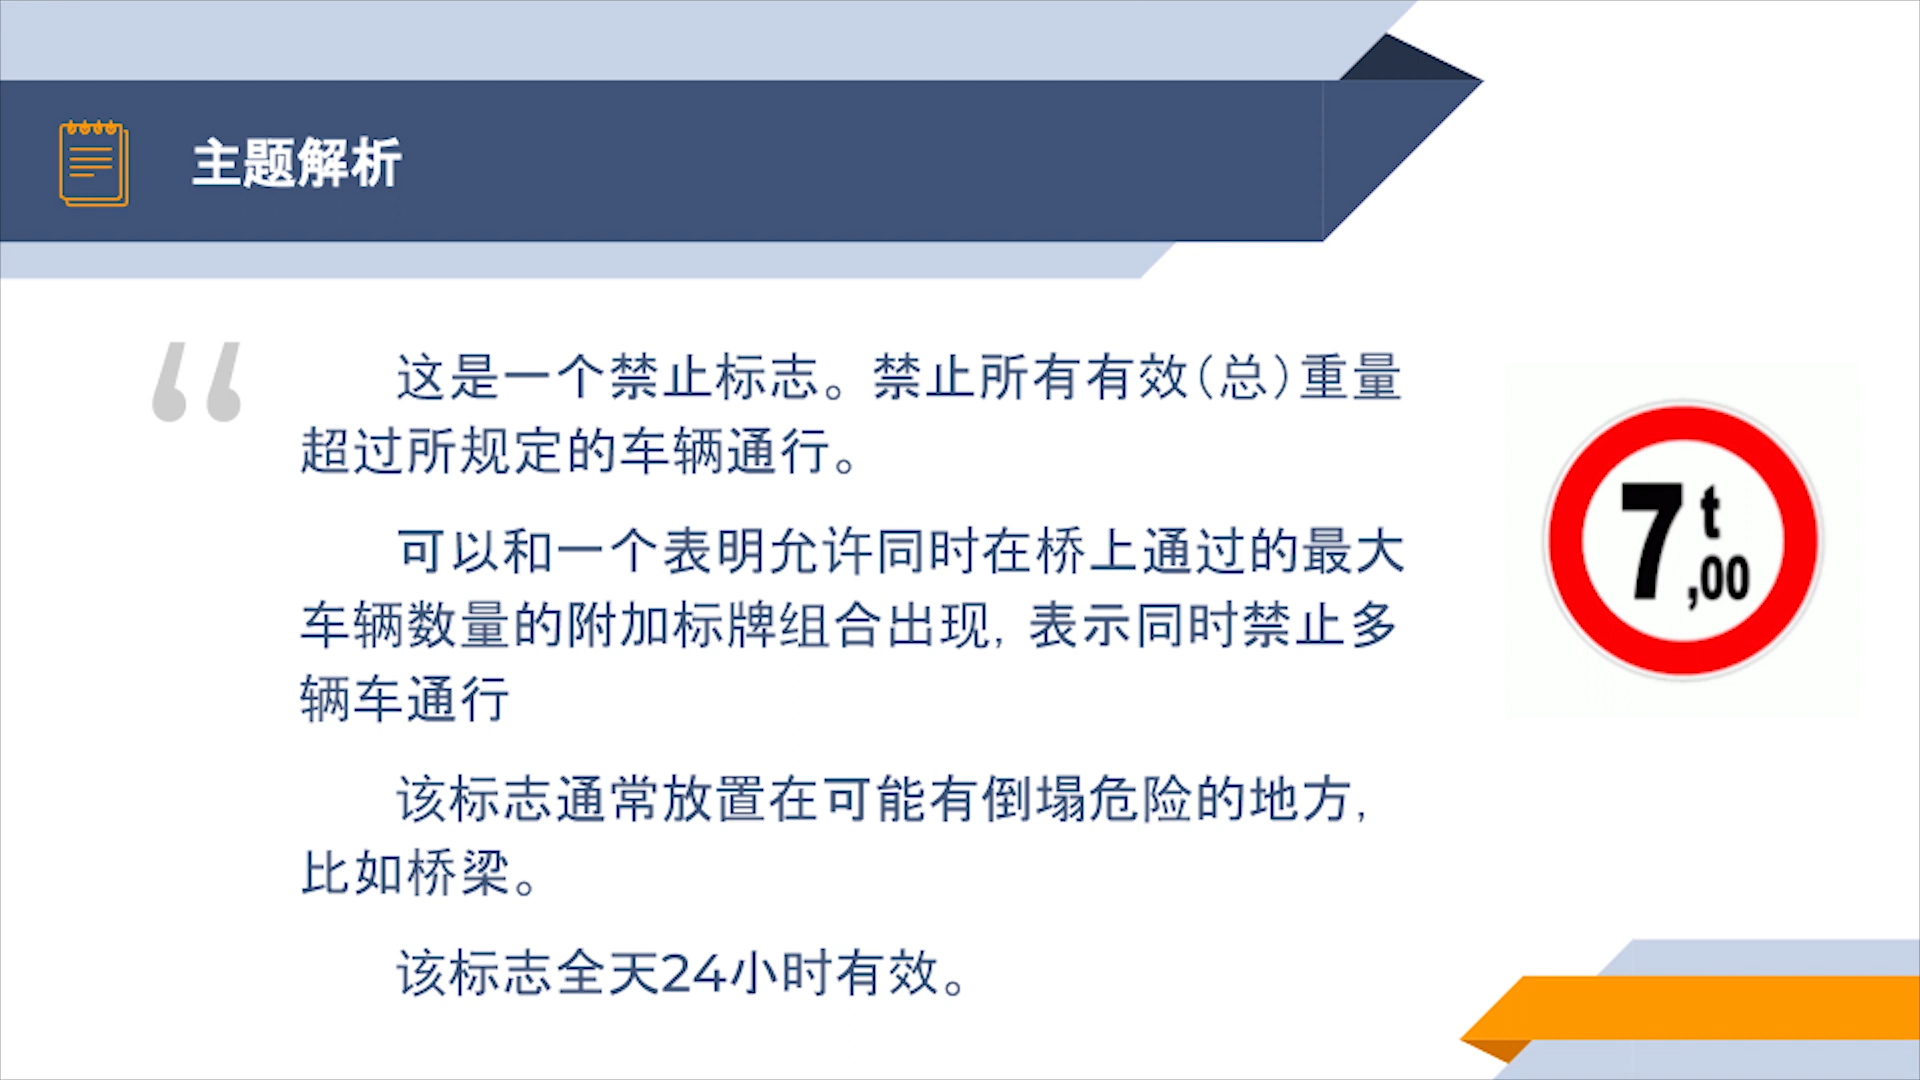 主题解析
这是一个禁止标志。禁止所有有效(总)重量
超过所规定的车辆通行。
可以和一个表明允许同时在桥上通过的最大
车辆数量的附加标牌组合出现, 表示同时禁止多
辆车通行
该标志通常放置在可能有倒塌危险的地方,
比如桥梁。
该标志全天24小时有效。
7 t
,00